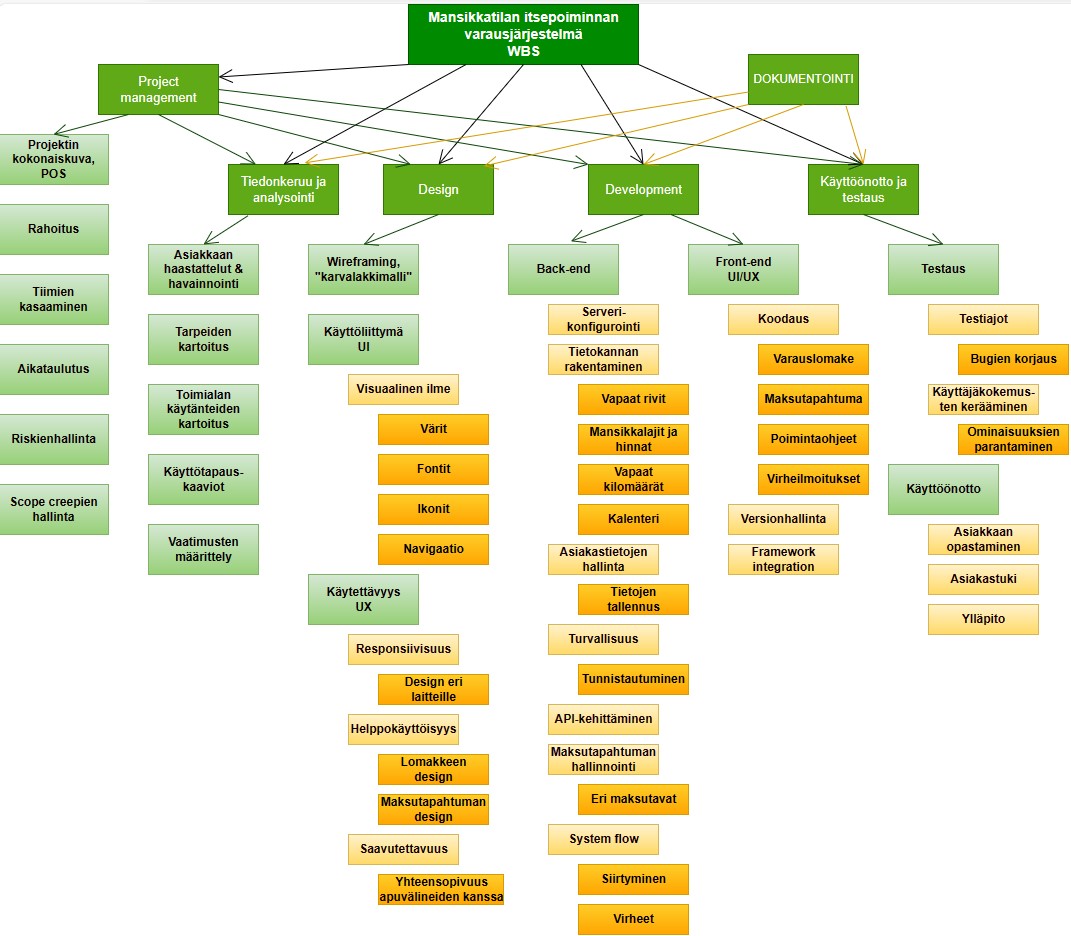 Mansikkatilan itsepoiminnan
varausjärjestelmä
WBS
Project
management
DOKUMENTOINTI
Projektin
kokonaiskuva,
POS
Rahoitus
Tiimien
kasaaminen
Aikataulutus
Riskienhallinta
Scope creepien
hallinta
Tiedonkeruu ja
analysointi
Asiakkaan
haastattelut &
havainnointi
Tarpeiden
kartoitus
Toimialan
käytänteiden
kartoitus
Käyttötapaus-
kaaviot
Vaatimusten
määrittely
Design
Wireframing,
"karvalakkimalli"
Käyttöliittymä
UI
Visuaalinen ilme
Värit
Fontit
Ikonit
Navigaatio
Käytettävyys
UX
Responsiivisuus
Design eri
laitteille
Helppokäyttöisyys
Lomakkeen
design
Maksutapahtuman
design
Saavutettavuus
Yhteensopivuus
apuvälineiden kanssa
Development
Back-end
Serveri-
konfigurointi
Tietokannan
rakentaminen
Vapaat rivit
Mansikkalajit ja
hinnat
Vapaat
kilomäärät
Kalenteri
Asiakastietojen
hallinta
Tietojen
tallennus
Turvallisuus
Tunnistautuminen
API-kehittäminen
Maksutapahtuman
hallinnointi
Eri maksutavat
System flow
Siirtyminen
Virheet
Front-end
UI/UX
Koodaus
Varauslomake
Maksutapahtuma
Poimintaohjeet
Virheilmoitukset
Versionhallinta
Framework
integration
Käyttöönotto ja
testaus
Testaus
Testiajot
Bugien korjaus
Käyttäjäkokemus-
ten kerääminen
Ominaisuuksien
parantaminen
Käyttöönotto
Asiakkaan
opastaminen
Asiakastuki
Ylläpito